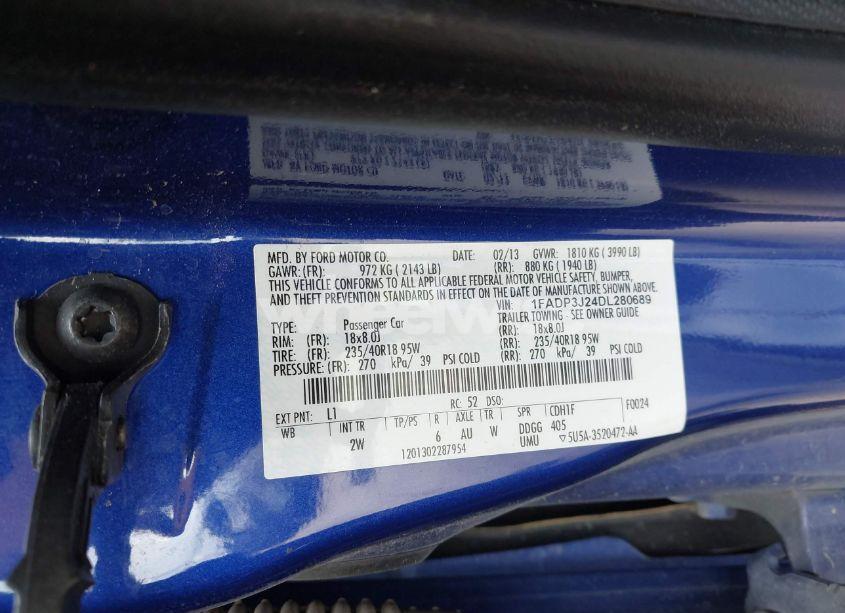 MFD. BY FORD MOTOR CO. DATE: 02/13 GVWR: 1810 KG ( 3990 LB)
GAWR: (FR): 972 KG ( 2143 LB) (RR): 880 KG ( 1940 LB)
THIS VEHICLE CONFORMS TO ALL APPLICABLE FEDERAL MOTOR VEHICLE SAFETY, BUMPER,
AND THEFT PREVENTION STANDARDS IN EFFECT ON THE DATE OF MANUFACTURE SHOWN ABOVE.
VIN: 1FADP3J24DL280689
TYPE: Passenger Car TRAILER TOWING - SEE OWNER GUIDE
RIM: (FR): 18x8.0J (RR): 18x8.0J
TIRE: (FR): 235/40R18 95W (RR): 235/40R18 95W
PRESSURE: (FR): 270 kPa/ 39 PSI COLD (RR): 270 kPa/ 39 PSI COLD
RC: 52 DSO:
EXT PNT: L1 F0024
WB INT TR TP/PS R AXLE TR SPR CDH1F
2W 6 AU W DDGG 405
1201302287954 UMU ▽5U5A-3520472-AA